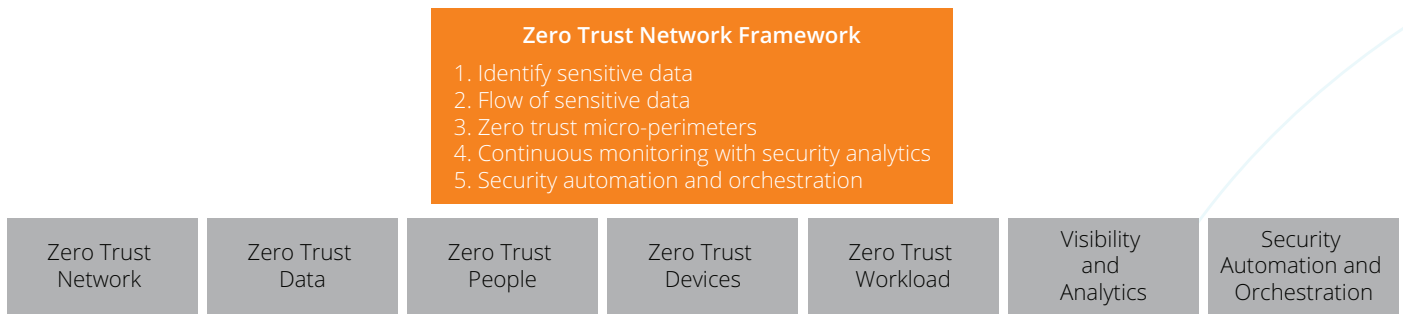 Zero Trust Network Framework
1. Identify sensitive data
2. Flow of sensitive data
3. Zero trust micro-perimeters
4. Continuous monitoring with security analytics
5. Security automation and orchestration
Zero Trust
Network
Zero Trust
Data
Zero Trust
People
Zero Trust
Devices
Zero Trust
Workload
Visibility
and
Analytics
Security
Automation and
Orchestration